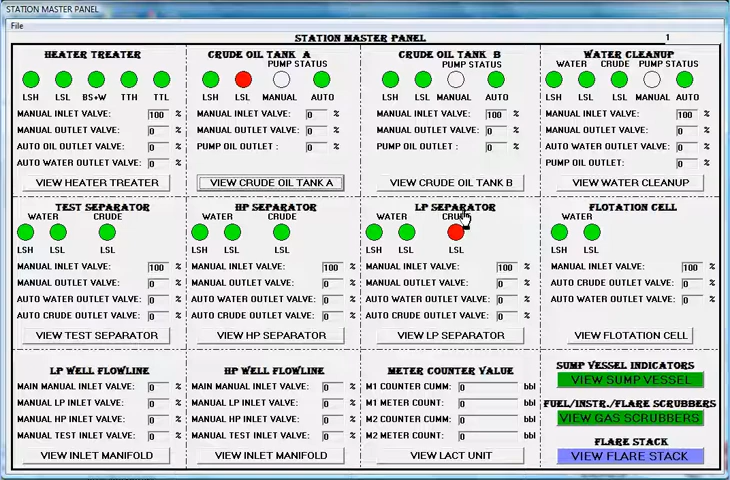 STATION MASTER PANEL
File
STATION MASTER PANEL
1
HEATER TREATER
LSH LSL BS+W TTH TTL
MANUAL INLET VALVE: 100 %
MANUAL OUTLET VALVE: 0 %
AUTO OIL OUTLET VALVE: 0 %
AUTO WATER OUTLET VALVE: 0 %
VIEW HEATER TREATER
CRUDE OIL TANK A
PUMP STATUS
LSH LSL MANUAL AUTO
MANUAL INLET VALVE: 0 %
MANUAL OUTLET VALVE: 0 %
PUMP OIL OUTLET : 0 %
VIEW CRUDE OIL TANK A
CRUDE OIL TANK B
PUMP STATUS
LSH LSL MANUAL AUTO
MANUAL INLET VALVE: 100 %
MANUAL OUTLET VALVE: 0 %
PUMP OIL OUTLET : 0 %
VIEW CRUDE OIL TANK B
WATER CLEANUP
WATER CRUDE PUMP STATUS
LSH LSL LSL MANUAL AUTO
MANUAL INLET VALVE: 100 %
MANUAL OUTLET VALVE: 0 %
AUTO WATER OUTLET VALVE: 0 %
PUMP OIL OUTLET: 0 %
VIEW WATER CLEANUP
TEST SEPARATOR
WATER CRUDE
LSH LSL LSL
MANUAL INLET VALVE: 100 %
MANUAL OUTLET VALVE: 0 %
AUTO WATER OUTLET VALVE: 0 %
AUTO CRUDE OUTLET VALVE: 0 %
VIEW TEST SEPARATOR
HP SEPARATOR
WATER CRUDE
LSH LSL LSL
MANUAL INLET VALVE: 100 %
MANUAL OUTLET VALVE: 0 %
AUTO WATER OUTLET VALVE: 0 %
AUTO CRUDE OUTLET VALVE: 0 %
VIEW HP SEPARATOR
LP SEPARATOR
WATER CRUDE
LSH LSL LSL
MANUAL INLET VALVE: 100 %
MANUAL OUTLET VALVE: 0 %
AUTO WATER OUTLET VALVE: 0 %
AUTO CRUDE OUTLET VALVE: 0 %
VIEW LP SEPARATOR
FLOTATION CELL
WATER
LSH LSL
MANUAL INLET VALVE: 100 %
AUTO CRUDE OUTLET VALVE: 0 %
AUTO WATER OUTLET VALVE: 0 %
VIEW FLOTATION CELL
LP WELL FLOWLINE
MAIN MANUAL INLET VALVE: 0 %
MANUAL LP INLET VALVE: 0 %
MANUAL HP INLET VALVE: 0 %
MANUAL TEST INLET VALVE: 0 %
VIEW INLET MANIFOLD
HP WELL FLOWLINE
MAIN MANUAL INLET VALVE: 0 %
MANUAL LP INLET VALVE: 0 %
MANUAL HP INLET VALVE: 0 %
MANUAL TEST INLET VALVE: 0 %
VIEW INLET MANIFOLD
METER COUNTER VALUE
M1 COUNTER CUMM: 0 bbl
M1 METER COUNT: 0 bbl
M2 COUNTER CUMM: 0 bbl
M2 METER COUNT: 0 bbl
VIEW LACT UNIT
SUMP VESSEL INDICATORS
VIEW SUMP VESSEL
FUEL/INSTR./FLARE SCRUBBERS
VIEW GAS SCRUBBERS
FLARE STACK
VIEW FLARE STACK